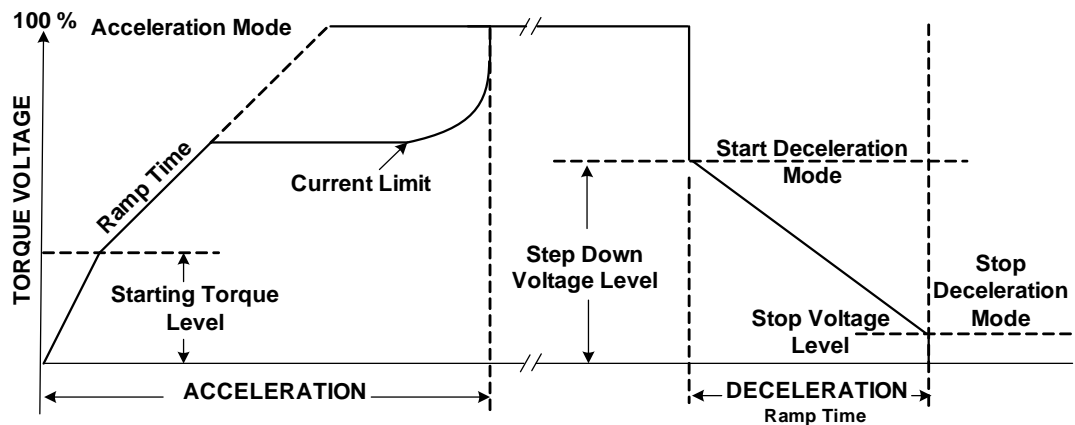 100 %
Acceleration Mode
TORQUE VOLTAGE
Ramp Time
Current Limit
Starting Torque
Level
Start Deceleration
Mode
Step Down
Voltage Level
Stop
Deceleration
Mode
Stop Voltage
Level
ACCELERATION
DECELERATION
Ramp Time